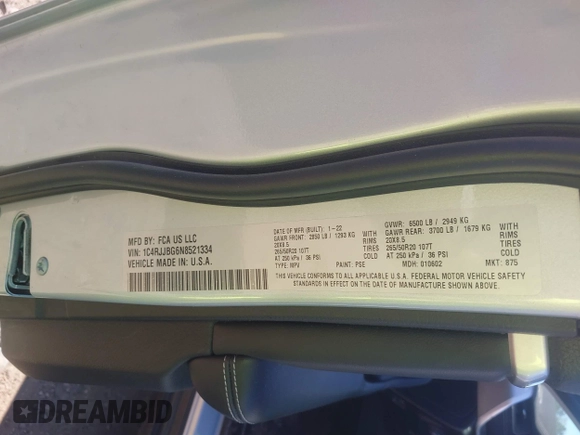 MFD BY: FCA US LLC
VIN: 1C4RJJBG6N8521334
VEHICLE MADE IN: U.S.A.
DATE OF MFR (BUILT): 1-22
GAWR FRONT: 2850 LB / 1293 KG
20X8.5
265/50R20 107T
AT 250 kPa / 36 PSI
TYPE: MPV
WITH
RIMS
TIRES
COLD
PAINT: PSE
GVWR: 6500 LB / 2949 KG
GAWR REAR: 3700 LB / 1679 KG
20X8.5
265/50R20 107T
AT 250 kPa / 36 PSI
MDH: 010602
WITH
RIMS
TIRES
COLD
MKT: 875
THIS VEHICLE CONFORMS TO ALL APPLICABLE U.S.A. FEDERAL MOTOR VEHICLE SAFETY
STANDARDS IN EFFECT ON THE DATE OF MANUFACTURE SHOWN ABOVE.
DREAMBID